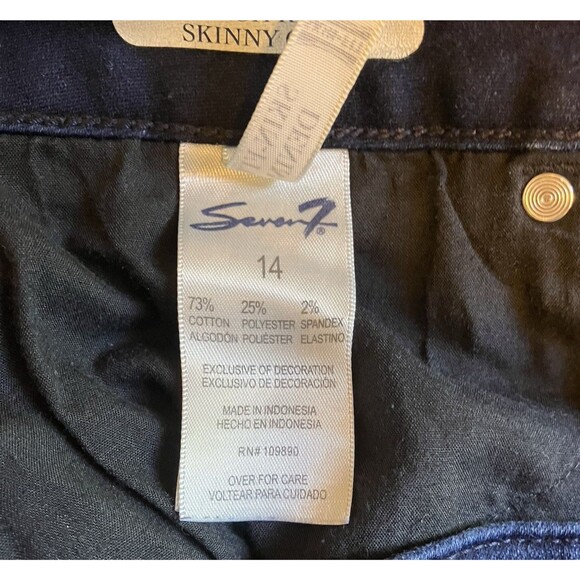 SKINNY
Seven7®
14
73% 25% 2%
COTTON POLYESTER SPANDEX
ALGODÓN POLIÉSTER ELASTINO
EXCLUSIVE OF DECORATION
EXCLUSIVO DE DECORACIÓN
MADE IN INDONESIA
HECHO EN INDONESIA
RN# 109890
OVER FOR CARE
VOLTEAR PARA CUIDADO